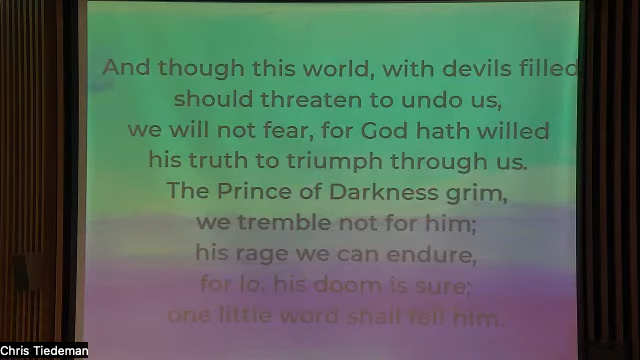 And though this world, with devils filled
should threaten to undo us,
we will not fear, for God hath willed
his truth to triumph through us.
The Prince of Darkness grim,
we tremble not for him;
his rage we can endure,
for lo, his doom is sure;
one little word shall fell him.
Chris Tiedeman